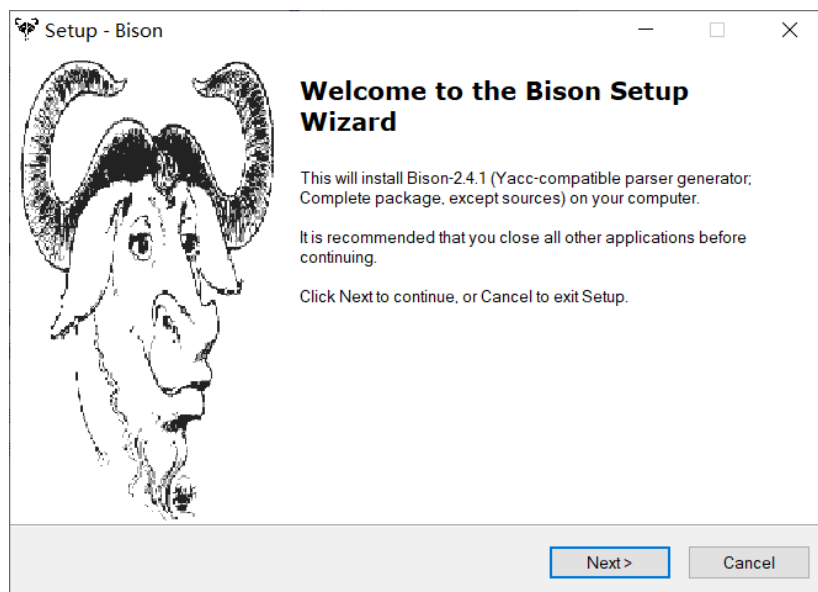 Setup - Bison
Welcome to the Bison Setup
Wizard
This will install Bison-2.4.1 (Yacc-compatible parser generator;
Complete package, except sources) on your computer.
It is recommended that you close all other applications before
continuing.
Click Next to continue, or Cancel to exit Setup.
Next >
Cancel